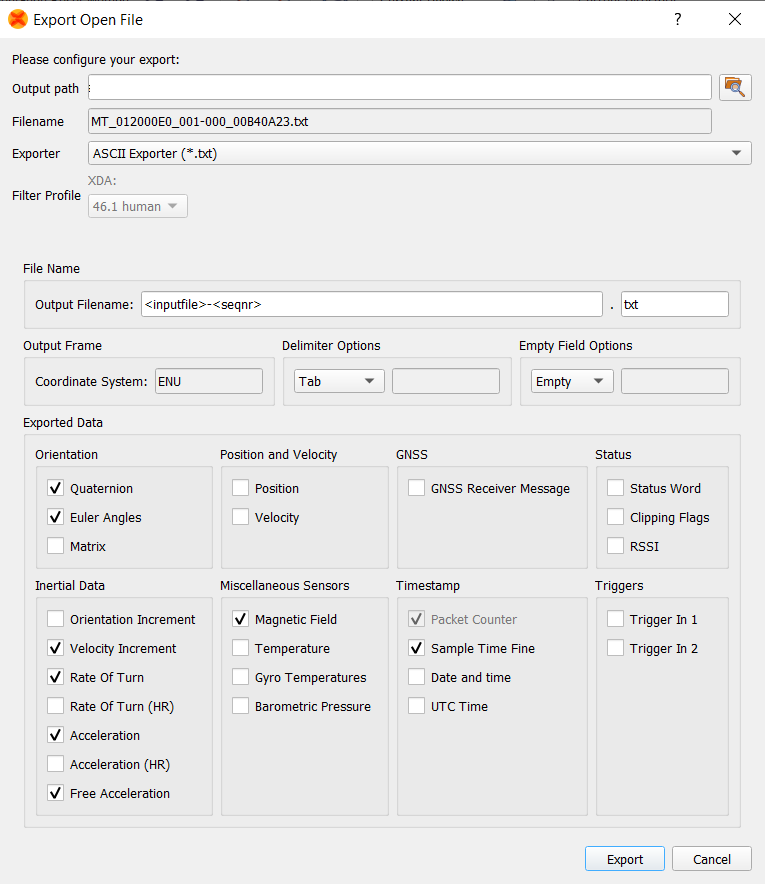 Export Open File
?
Please configure your export:
Output path
Filename MT_012000E0_001-000_00B40A23.txt
Exporter ASCII Exporter (*.txt)
XDA:
Filter Profile 46.1 human
File Name
Output Filename: <inputfile>-<seqnr> . txt
Output Frame Delimiter Options Empty Field Options
Coordinate System: ENU Tab Empty
Exported Data
Orientation Position and Velocity GNSS Status
Quaternion Position GNSS Receiver Message Status Word
Euler Angles Velocity Clipping Flags
Matrix RSSI
Inertial Data Miscellaneous Sensors Timestamp Triggers
Orientation Increment Magnetic Field Packet Counter Trigger In 1
Velocity Increment Temperature Sample Time Fine Trigger In 2
Rate Of Turn Gyro Temperatures Date and time
Rate Of Turn (HR) Barometric Pressure UTC Time
Acceleration
Acceleration (HR)
Free Acceleration
Export Cancel